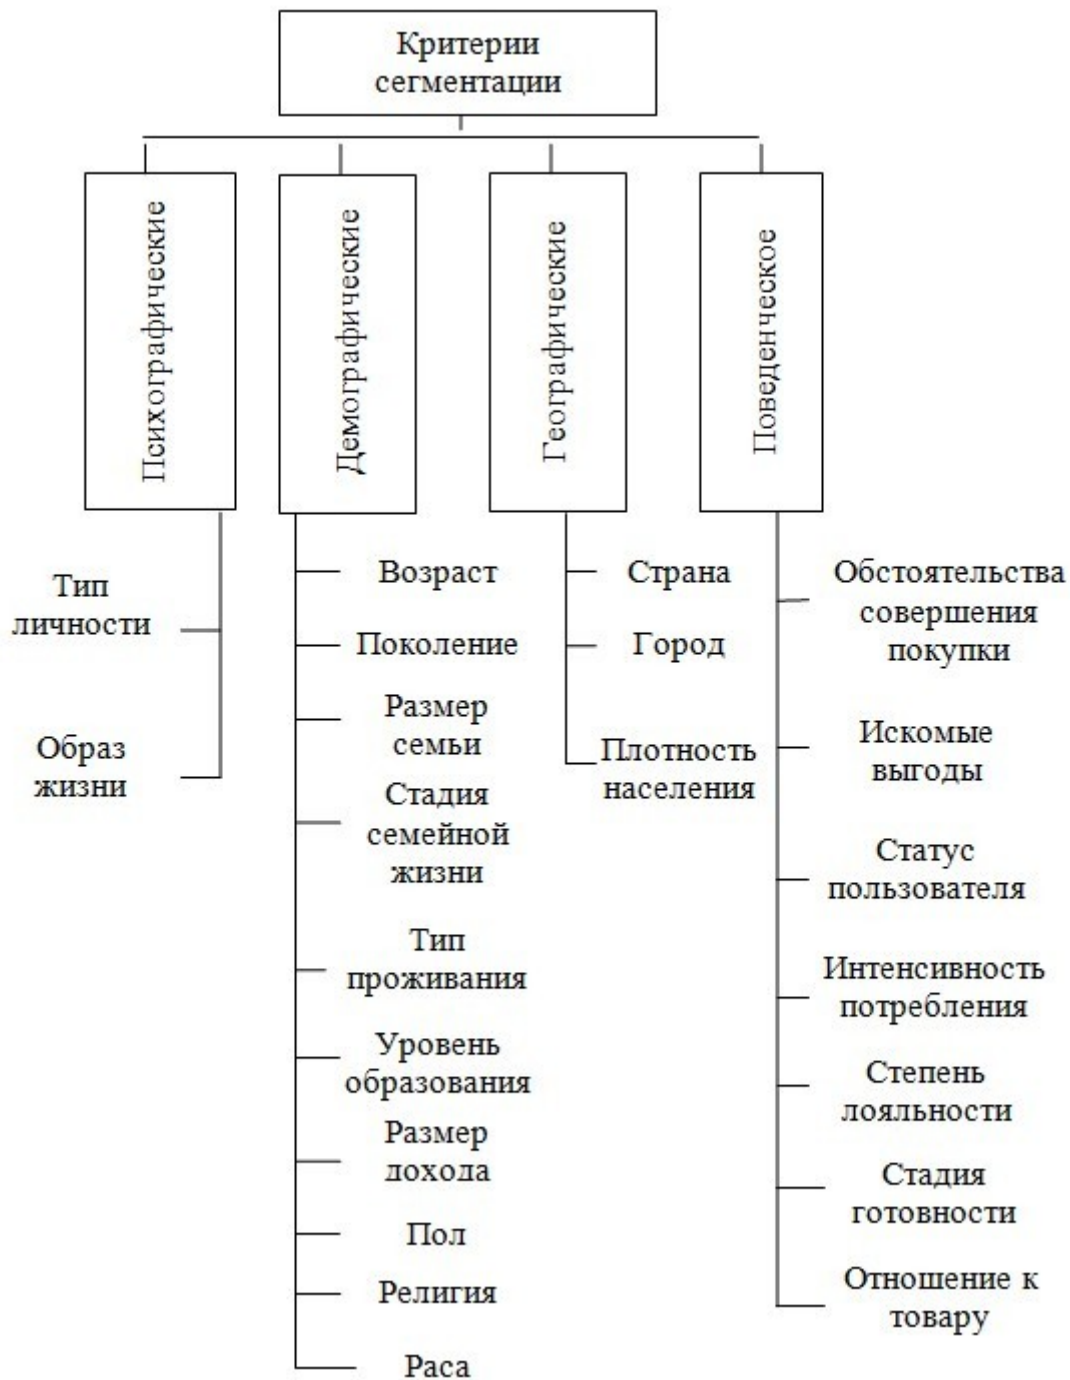 Критерии
сегментации
Психографические
Демографические
Географические
Поведенческое
Тип
личности
Образ
жизни
Возраст
Поколение
Размер
семьи
Стадия
семейной
жизни
Тип
проживания
Уровень
образования
Размер
дохода
Пол
Религия
Раса
Страна
Город
Плотность
населения
Обстоятельства
совершения
покупки
Искомые
выгоды
Статус
пользователя
Интенсивность
потребления
Степень
лояльности
Стадия
готовности
Отношение к
товару